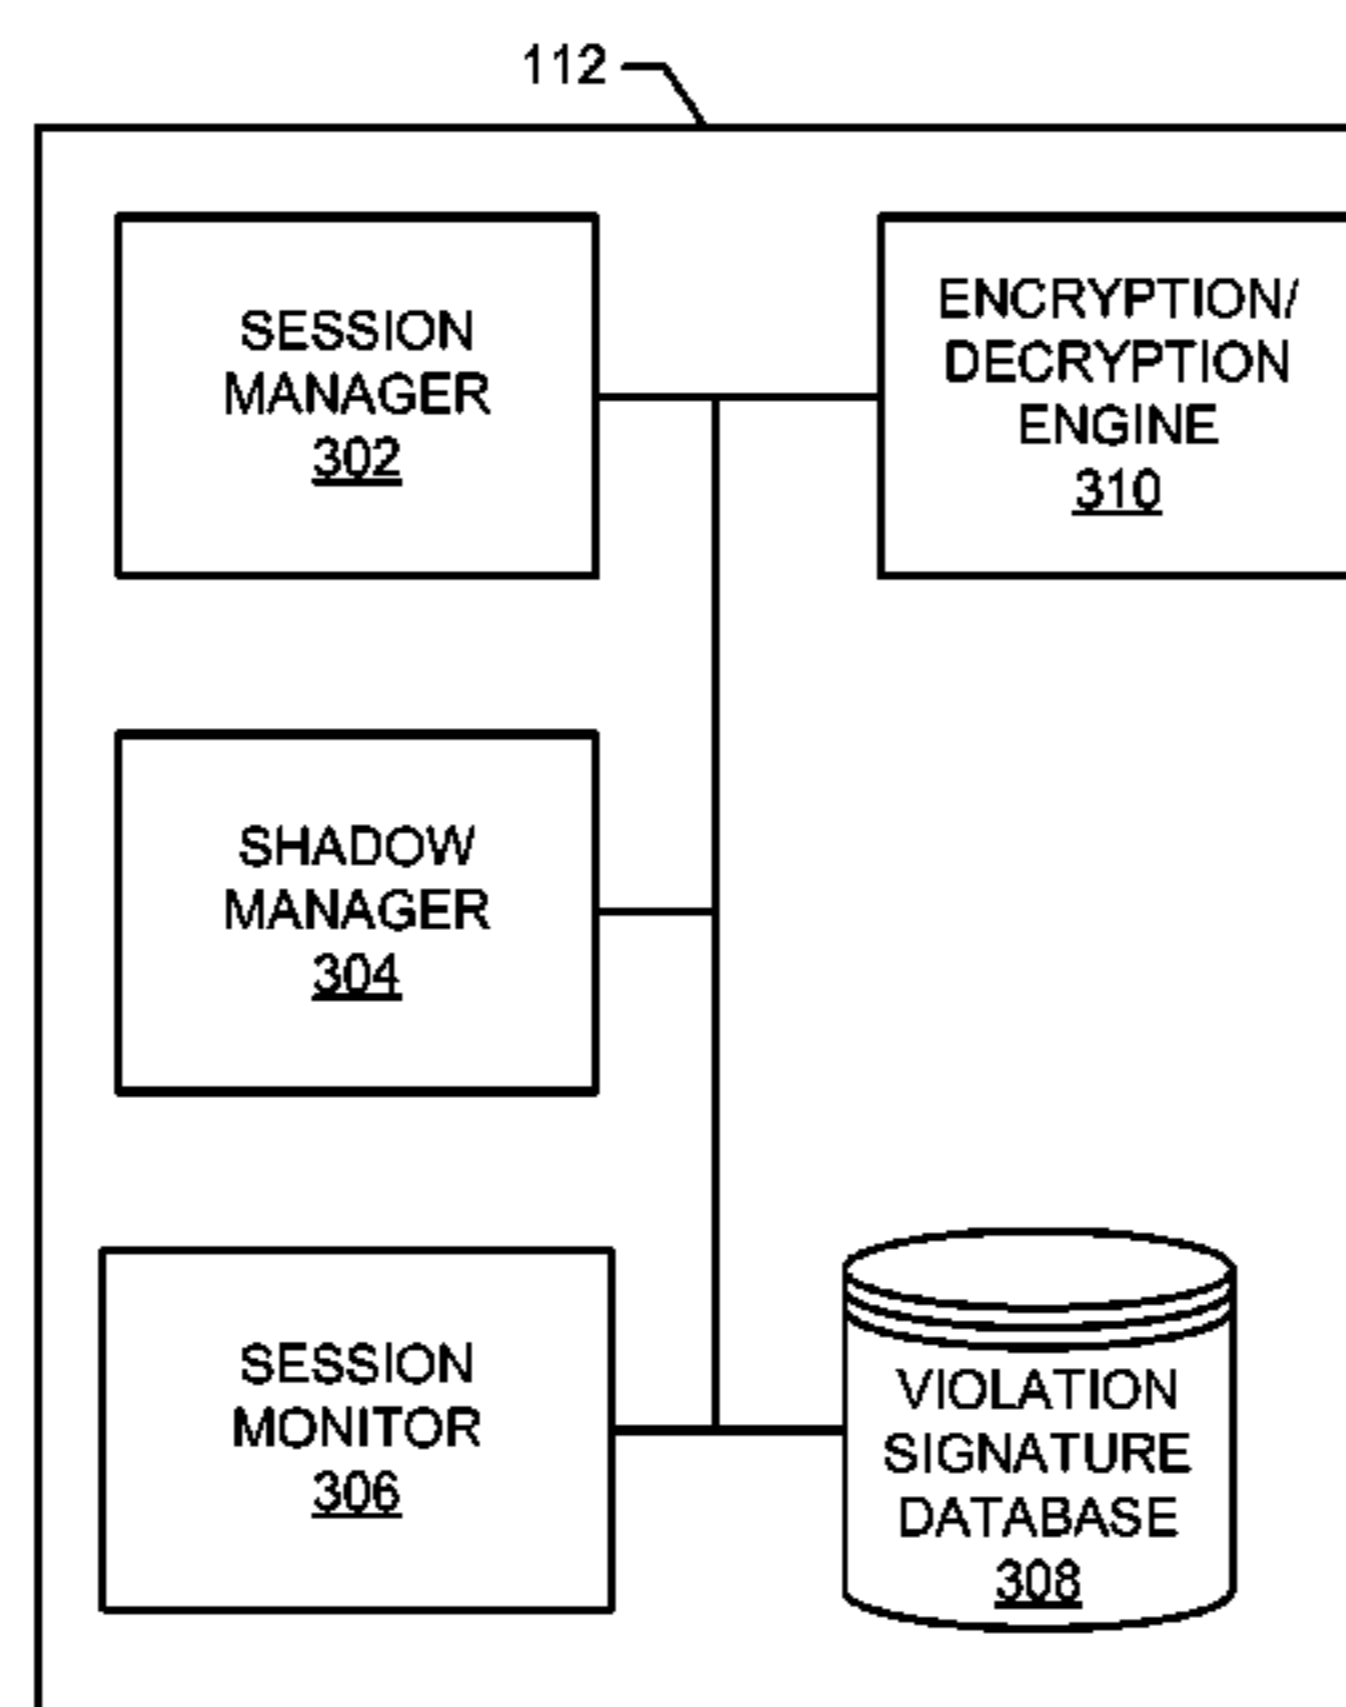 112
SESSION
MANAGER
302
ENCRYPTION/
DECRYPTION
ENGINE
310
SHADOW
MANAGER
304
SESSION
MONITOR
306
VIOLATION
SIGNATURE
DATABASE
308